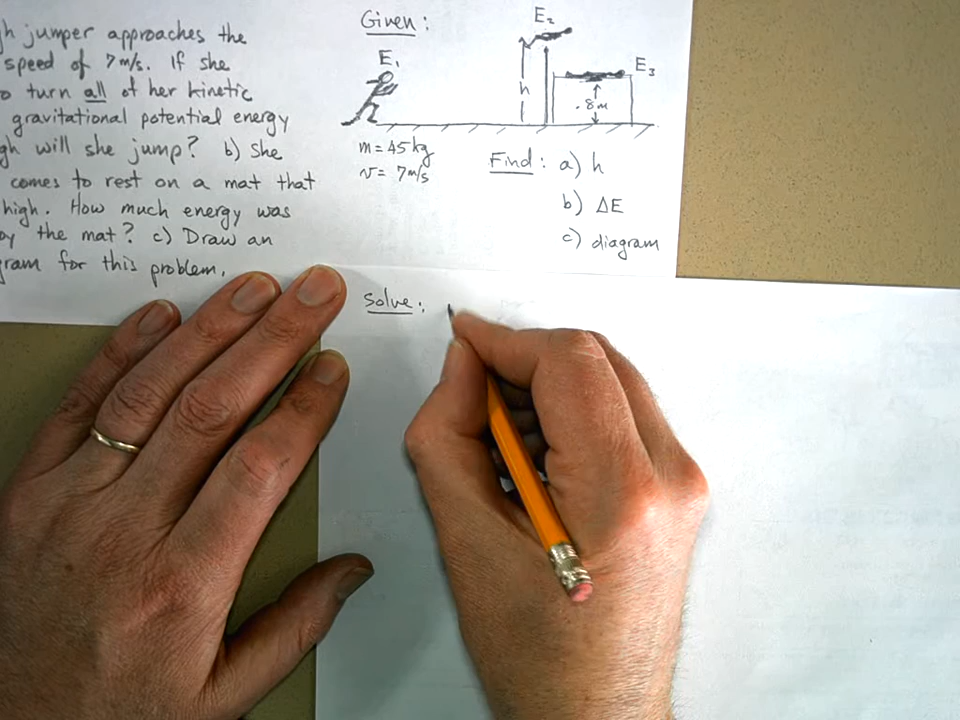 jumper approaches the
speed of 7 m/s. If she
turn all of her kinetic
gravitational potential energy
will she jump? b) She
comes to rest on a mat that
high. How much energy was
the mat? c) Draw an
for this problem.
Given:
E₁
m = 45 kg
v = 7 m/s
E₂
h
E₃
.8m
Find: a) h
b) ΔE
c) diagram
Solve: